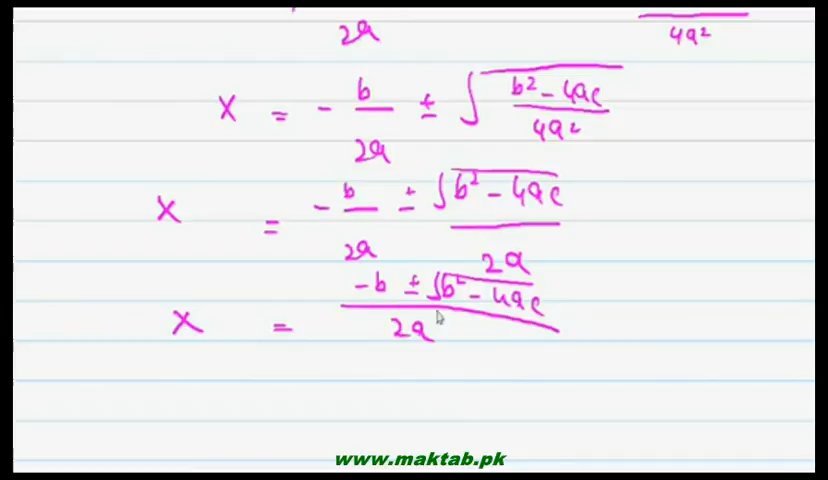 2a 4a²
x = - b/2a ± √(b² - 4ac / 4a²)
x = - b/2a ± √(b² - 4ac) / 2a
x = -b ± √(b² - 4ac) / 2a
www.maktab.pk